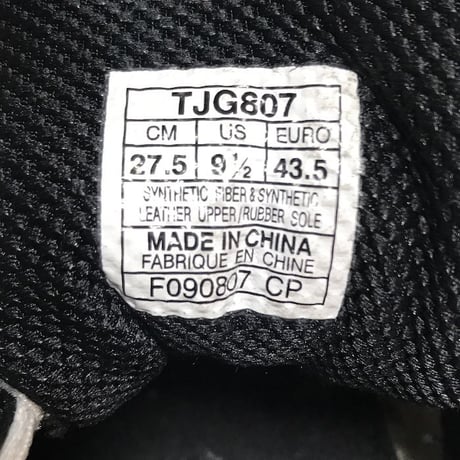 TJG807
CM US EURO
27.5 9½ 43.5
SYNTHETIC FIBER & SYNTHETIC
LEATHER UPPER/RUBBER SOLE
MADE IN CHINA
FABRIQUE EN CHINE
F090807 CP